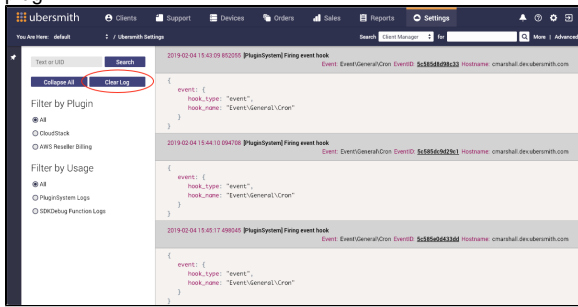 ubersmith Clients Support Devices Orders Sales Reports Settings
You Are Here: default / Ubersmith Settings Search Client Manager for More | Advanced
Text or UID Search
Collapse All Clear Log
Filter by Plugin
All
CloudStack
AWS Reseller Billing
Filter by Usage
All
PluginSystem Logs
SDKDebug Function Logs
2019-02-04 15:43:09 852055 [PluginSystem] Firing event hook
Event: Event\General\Cron EventID: 5c585d8d98c33 Hostname: cmarshall.dev.ubersmith.com
{
event: {
hook_type: "event",
hook_name: "Event\General\Cron"
}
}
2019-02-04 15:44:10 094708 [PluginSystem] Firing event hook
Event: Event\General\Cron EventID: 5c585dc9d29c1 Hostname: cmarshall.dev.ubersmith.com
{
event: {
hook_type: "event",
hook_name: "Event\General\Cron"
}
}
2019-02-04 15:45:17 498045 [PluginSystem] Firing event hook
Event: Event\General\Cron EventID: 5c585e0d433dd Hostname: cmarshall.dev.ubersmith.com
{
event: {
hook_type: "event",
hook_name: "Event\General\Cron"
}
}